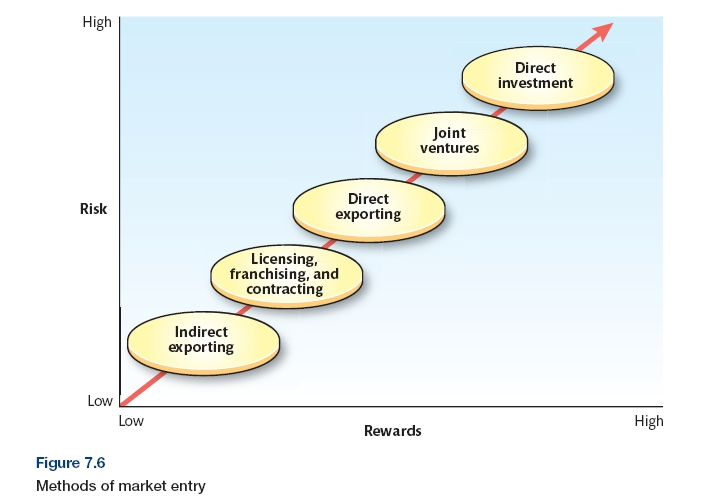 High
Direct
investment
Joint
ventures
Risk
Direct
exporting
Licensing,
franchising, and
contracting
Indirect
exporting
Low
Low
High
Rewards
Figure 7.6
Methods of market entry